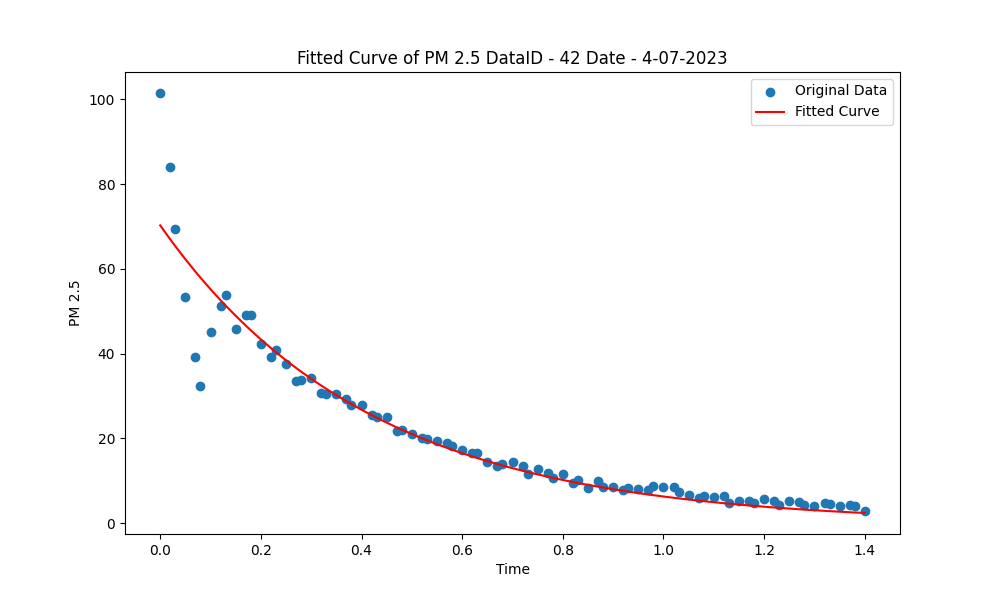 Fitted Curve of PM 2.5 DataID - 42 Date - 4-07-2023
Original Data
Fitted Curve
PM 2.5
100
80
60
40
20
0
0.0 0.2 0.4 0.6 0.8 1.0 1.2 1.4
Time